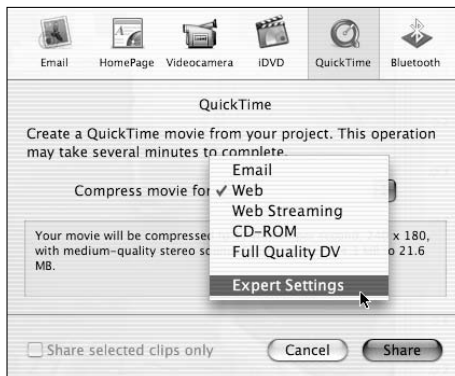 Email HomePage Videocamera iDVD QuickTime Bluetooth
QuickTime
Create a QuickTime movie from your project. This operation
may take several minutes to complete.
Compress movie for
Email
✓ Web
Web Streaming
CD-ROM
Full Quality DV
Expert Settings
Your movie will be compressed x 180,
with medium-quality stereo to 21.6
MB.
Share selected clips only Cancel Share